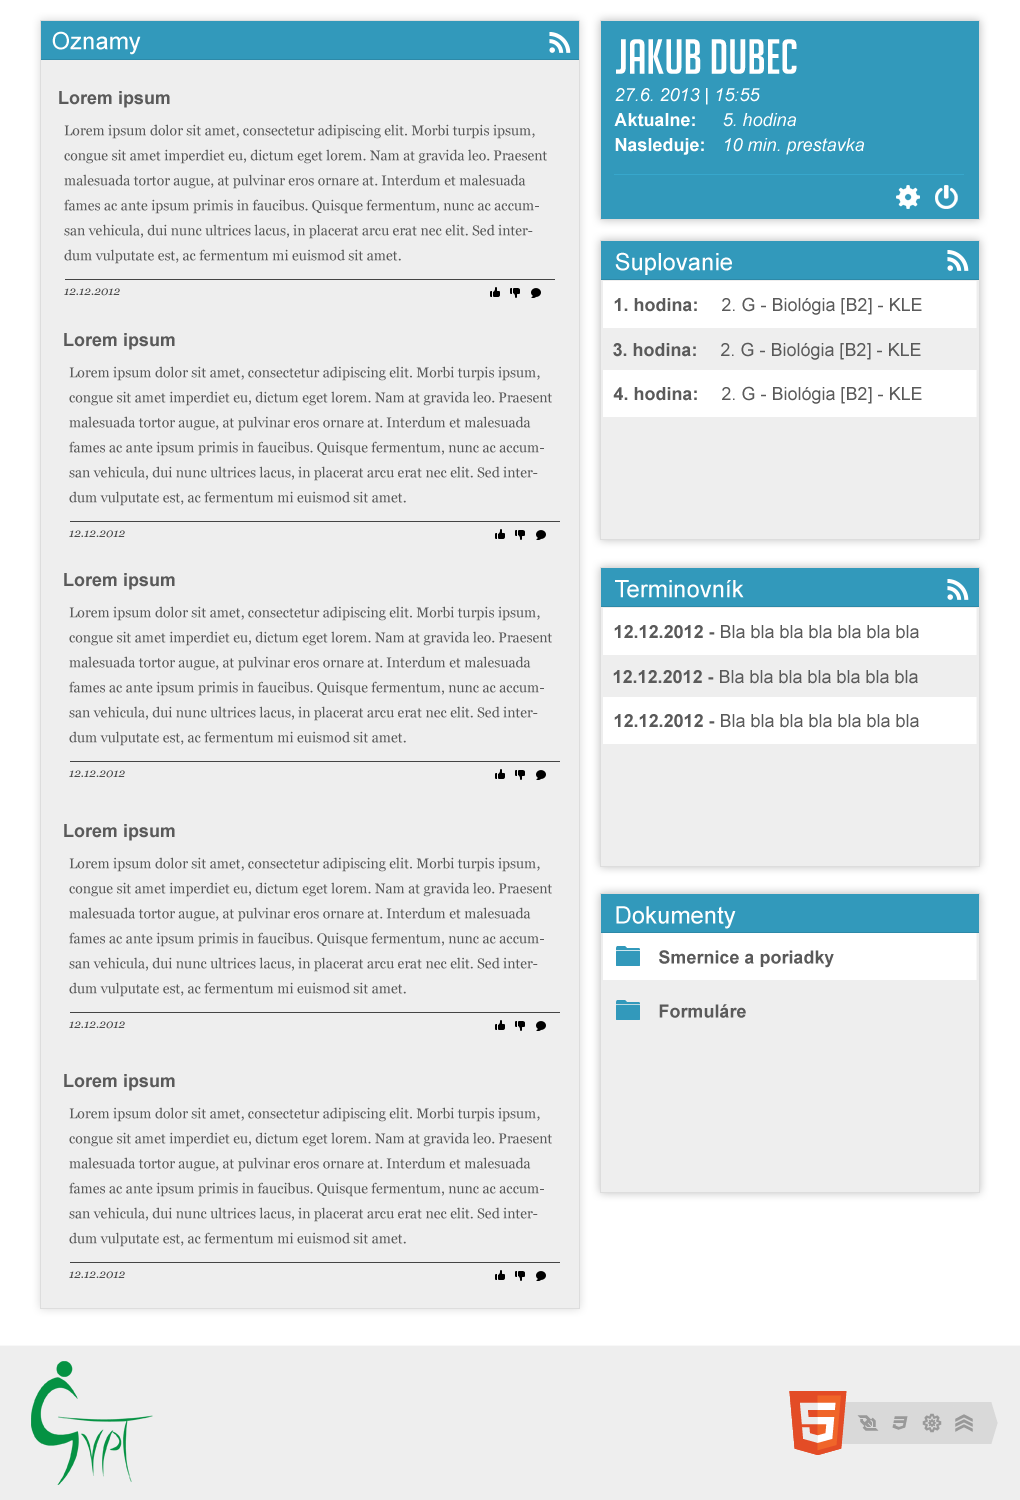 Oznamy
Lorem ipsum
Lorem ipsum dolor sit amet, consectetur adipiscing elit. Morbi turpis ipsum,
congue sit amet imperdiet eu, dictum eget lorem. Nam at gravida leo. Praesent
malesuada tortor augue, at pulvinar eros ornare at. Interdum et malesuada
fames ac ante ipsum primis in faucibus. Quisque fermentum, nunc ac accum-
san vehicula, dui nunc ultrices lacus, in placerat arcu erat nec elit. Sed inter-
dum vulputate est, ac fermentum mi euismod sit amet.
12.12.2012
Lorem ipsum
Lorem ipsum dolor sit amet, consectetur adipiscing elit. Morbi turpis ipsum,
congue sit amet imperdiet eu, dictum eget lorem. Nam at gravida leo. Praesent
malesuada tortor augue, at pulvinar eros ornare at. Interdum et malesuada
fames ac ante ipsum primis in faucibus. Quisque fermentum, nunc ac accum-
san vehicula, dui nunc ultrices lacus, in placerat arcu erat nec elit. Sed inter-
dum vulputate est, ac fermentum mi euismod sit amet.
12.12.2012
Lorem ipsum
Lorem ipsum dolor sit amet, consectetur adipiscing elit. Morbi turpis ipsum,
congue sit amet imperdiet eu, dictum eget lorem. Nam at gravida leo. Praesent
malesuada tortor augue, at pulvinar eros ornare at. Interdum et malesuada
fames ac ante ipsum primis in faucibus. Quisque fermentum, nunc ac accum-
san vehicula, dui nunc ultrices lacus, in placerat arcu erat nec elit. Sed inter-
dum vulputate est, ac fermentum mi euismod sit amet.
12.12.2012
Lorem ipsum
Lorem ipsum dolor sit amet, consectetur adipiscing elit. Morbi turpis ipsum,
congue sit amet imperdiet eu, dictum eget lorem. Nam at gravida leo. Praesent
malesuada tortor augue, at pulvinar eros ornare at. Interdum et malesuada
fames ac ante ipsum primis in faucibus. Quisque fermentum, nunc ac accum-
san vehicula, dui nunc ultrices lacus, in placerat arcu erat nec elit. Sed inter-
dum vulputate est, ac fermentum mi euismod sit amet.
12.12.2012
Lorem ipsum
Lorem ipsum dolor sit amet, consectetur adipiscing elit. Morbi turpis ipsum,
congue sit amet imperdiet eu, dictum eget lorem. Nam at gravida leo. Praesent
malesuada tortor augue, at pulvinar eros ornare at. Interdum et malesuada
fames ac ante ipsum primis in faucibus. Quisque fermentum, nunc ac accum-
san vehicula, dui nunc ultrices lacus, in placerat arcu erat nec elit. Sed inter-
dum vulputate est, ac fermentum mi euismod sit amet.
12.12.2012
JAKUB DUBEC
27.6. 2013 | 15:55
Aktualne: 5. hodina
Nasleduje: 10 min. prestavka
Suplovanie
1. hodina: 2. G - Biológia [B2] - KLE
3. hodina: 2. G - Biológia [B2] - KLE
4. hodina: 2. G - Biológia [B2] - KLE
Terminovník
12.12.2012 - Bla bla bla bla bla bla bla
12.12.2012 - Bla bla bla bla bla bla bla
12.12.2012 - Bla bla bla bla bla bla bla
Dokumenty
Smernice a poriadky
Formuláre
GVPT
5